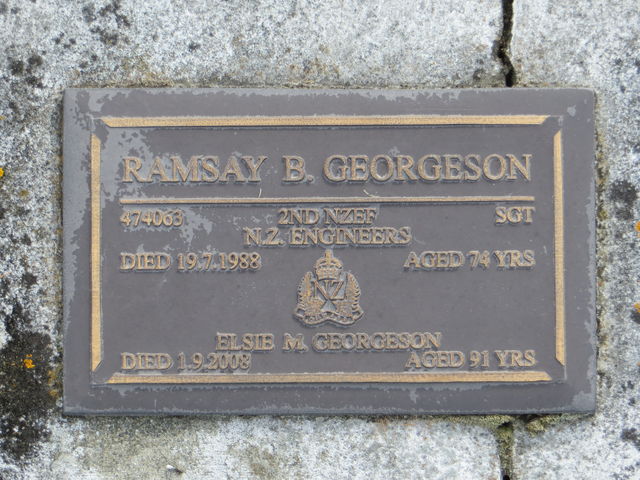 RAMSAY B. GEORGESON
474063 2ND NZEF SGT
N.Z. ENGINEERS
DIED 19.7.1988 AGED 74 YRS
NZ
ELSIE M. GEORGESON
DIED 1.9.2008 AGED 91 YRS